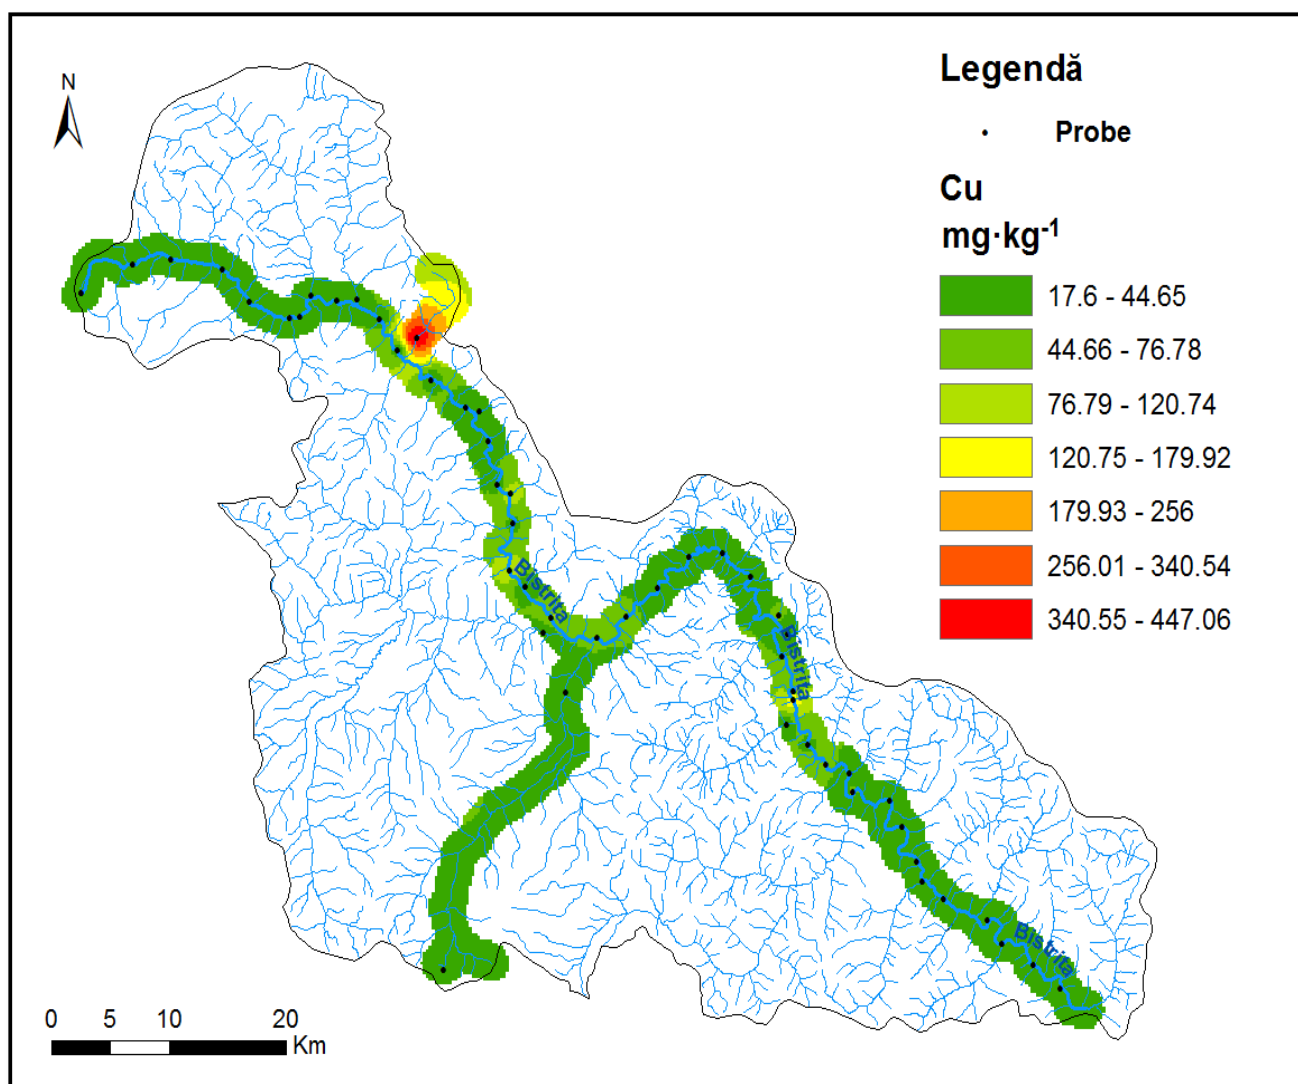 N
Legendă
Probe
Cu
mg·kg⁻¹
17.6 - 44.65
44.66 - 76.78
76.79 - 120.74
120.75 - 179.92
179.93 - 256
256.01 - 340.54
340.55 - 447.06
Bistrita
Bistrita
Bistrita
0 5 10 20
Km